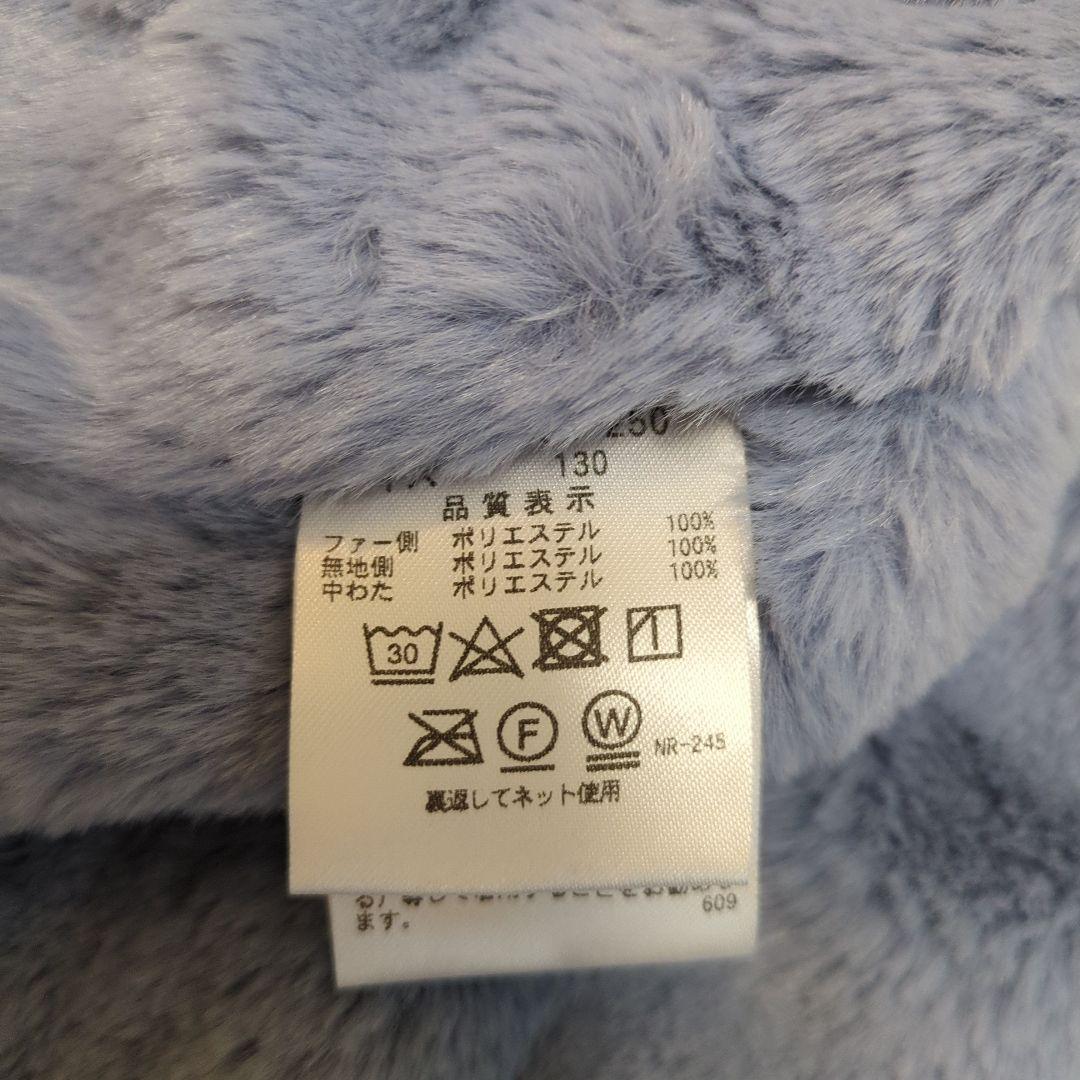 250
130
品質表示
ファー側 ポリエステル 100%
無地側 ポリエステル 100%
中わた ポリエステル 100%
30
F W NR-245
裏返してネット使用
609
ます。